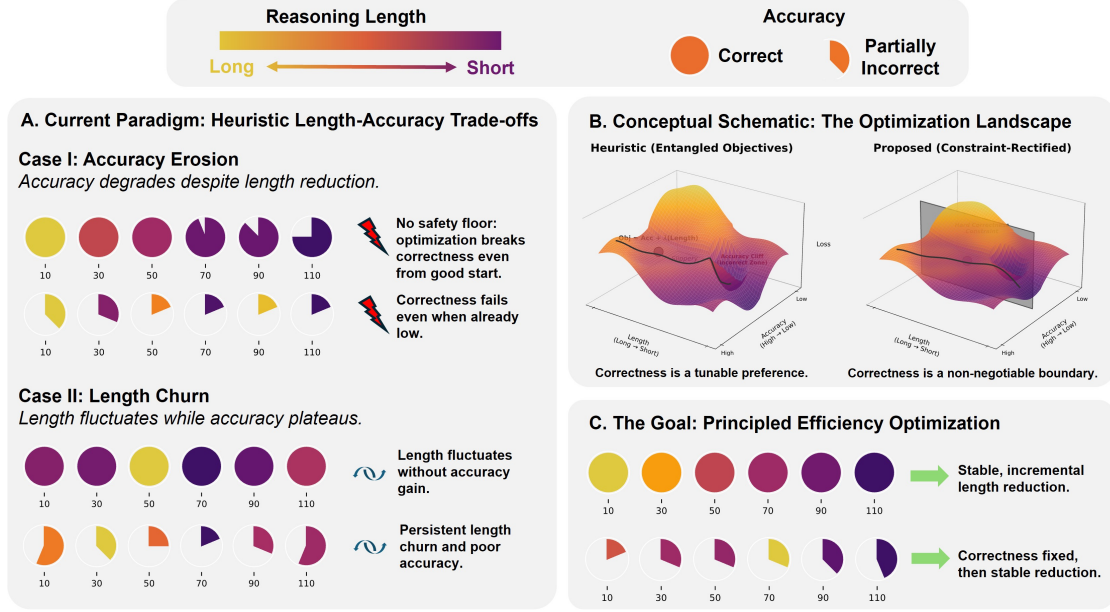 Reasoning Length
Long
Short
Accuracy
Correct
Partially
Incorrect
A. Current Paradigm: Heuristic Length-Accuracy Trade-offs
Case I: Accuracy Erosion
Accuracy degrades despite length reduction.
10 30 50 70 90 110
No safety floor:
optimization breaks
correctness even
from good start.
10 30 50 70 90 110
Correctness fails
even when already
low.
Case II: Length Churn
Length fluctuates while accuracy plateaus.
10 30 50 70 90 110
Length fluctuates
without accuracy
gain.
10 30 50 70 90 110
Persistent length
churn and poor
accuracy.
B. Conceptual Schematic: The Optimization Landscape
Heuristic (Entangled Objectives)
Accuracy Cliff
(Incorrect Zone)
Loss
Low
High
Length
(Long → Short)
Accuracy
(High → Low)
Correctness is a tunable preference.
Proposed (Constraint-Rectified)
Loss
Low
High
Length
(Long → Short)
Accuracy
(High → Low)
Correctness is a non-negotiable boundary.
C. The Goal: Principled Efficiency Optimization
10 30 50 70 90 110
Stable, incremental
length reduction.
10 30 50 70 90 110
Correctness fixed,
then stable reduction.